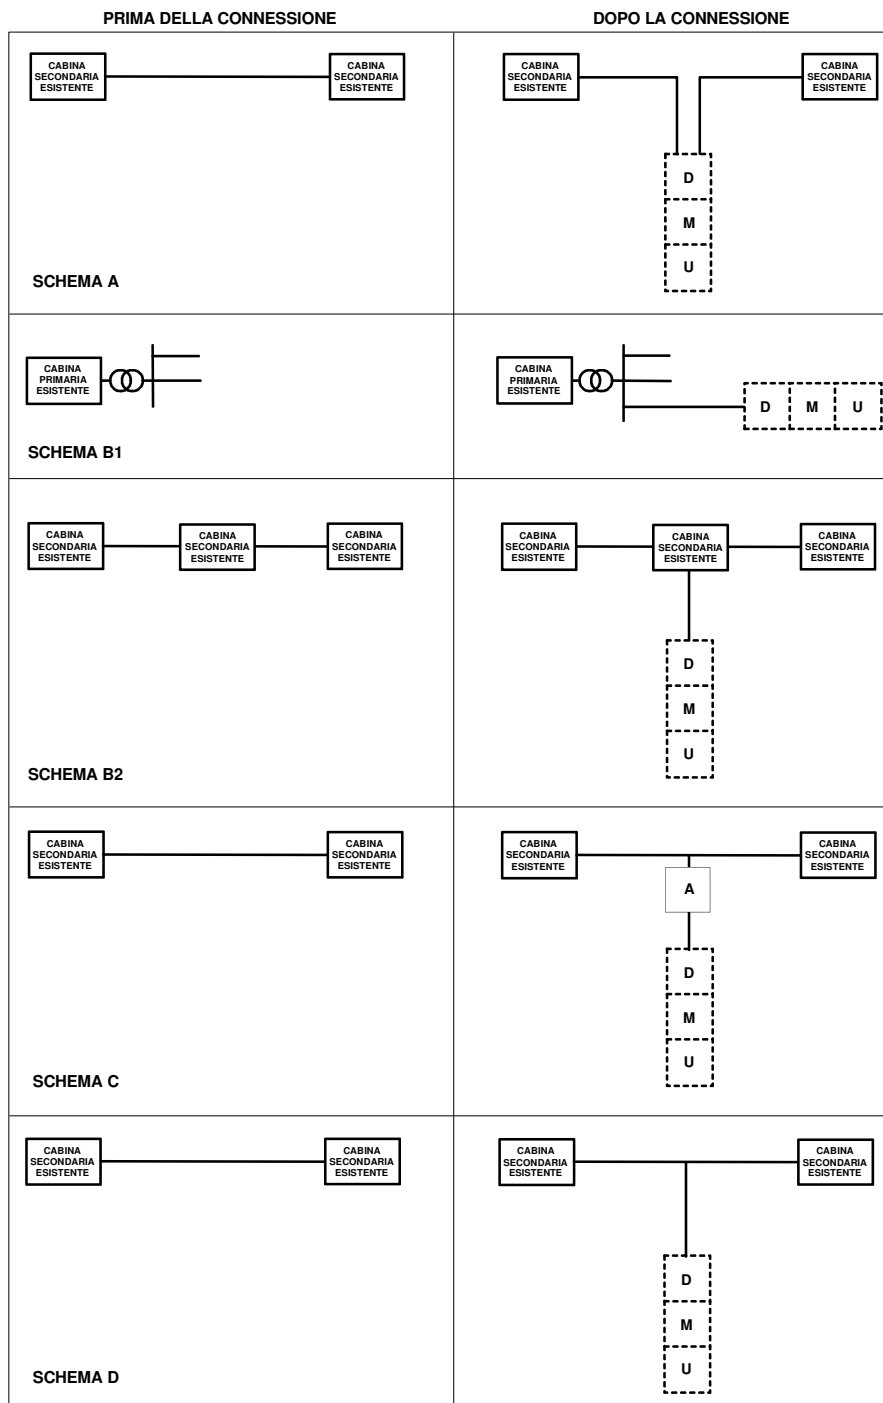 PRIMA DELLA CONNESSIONE
DOPO LA CONNESSIONE
CABINA
SECONDARIA
ESISTENTE
CABINA
SECONDARIA
ESISTENTE
SCHEMA A
CABINA
SECONDARIA
ESISTENTE
CABINA
SECONDARIA
ESISTENTE
D
M
U
CABINA
PRIMARIA
ESISTENTE
SCHEMA B1
CABINA
PRIMARIA
ESISTENTE
D M U
CABINA
SECONDARIA
ESISTENTE
CABINA
SECONDARIA
ESISTENTE
CABINA
SECONDARIA
ESISTENTE
SCHEMA B2
CABINA
SECONDARIA
ESISTENTE
CABINA
SECONDARIA
ESISTENTE
CABINA
SECONDARIA
ESISTENTE
D
M
U
CABINA
SECONDARIA
ESISTENTE
CABINA
SECONDARIA
ESISTENTE
SCHEMA C
CABINA
SECONDARIA
ESISTENTE
CABINA
SECONDARIA
ESISTENTE
A
D
M
U
CABINA
SECONDARIA
ESISTENTE
CABINA
SECONDARIA
ESISTENTE
SCHEMA D
CABINA
SECONDARIA
ESISTENTE
CABINA
SECONDARIA
ESISTENTE
D
M
U